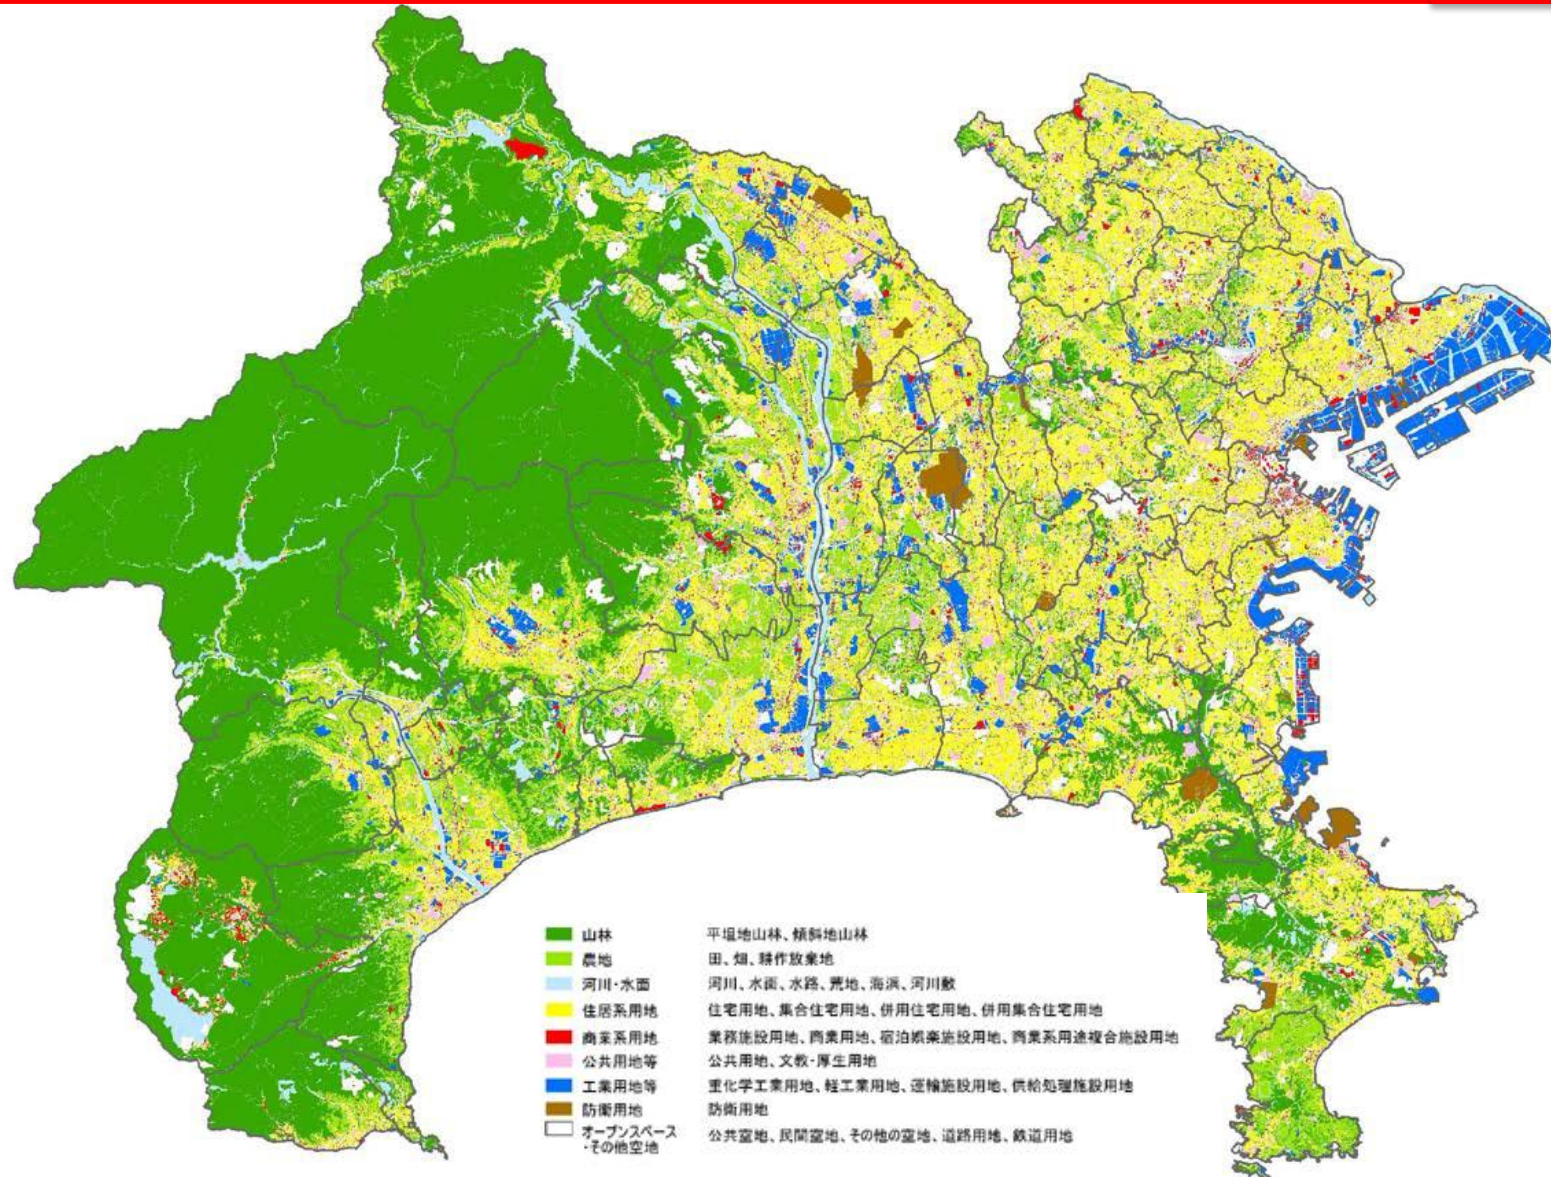 山林 平坦地山林、傾斜地山林
農地 田、畑、耕作放棄地
河川・水面 河川、水面、水路、荒地、海浜、河川敷
住居系用地 住宅用地、集合住宅用地、併用住宅用地、併用集合住宅用地
商業系用地 業務施設用地、商業用地、宿泊娯楽施設用地、商業系用途複合施設用地
公共用地等 公共用地、文教・厚生用地
工業用地等 重化学工業用地、軽工業用地、運輸施設用地、供給処理施設用地
防衛用地 防衛用地
オープンスペース
・その他空地 公共空地、民間空地、その他の空地、道路用地、鉄道用地